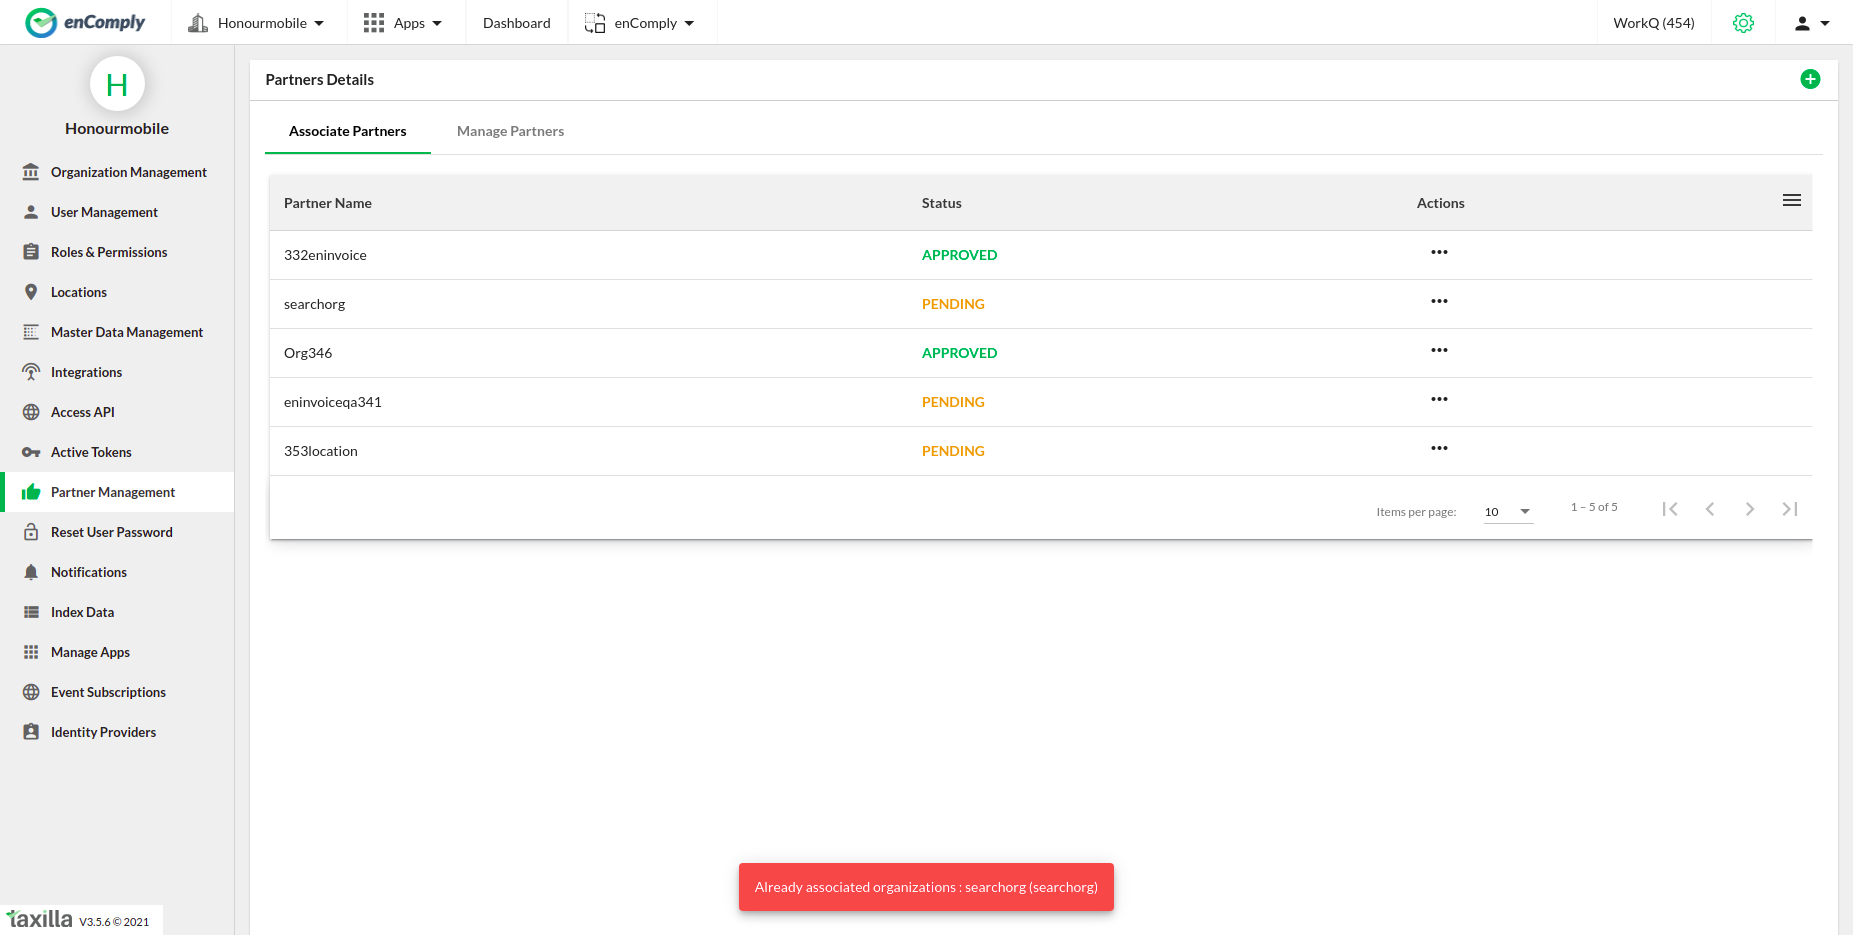 enComply
Honourmobile
Apps
Dashboard
enComply
WorkQ (454)
H
Honourmobile
Organization Management
User Management
Roles & Permissions
Locations
Master Data Management
Integrations
Access API
Active Tokens
Partner Management
Reset User Password
Notifications
Index Data
Manage Apps
Event Subscriptions
Identity Providers
taxilla V3.5.6 © 2021
Partners Details
Associate Partners
Manage Partners
Partner Name Status Actions
332eninvoice APPROVED
searchorg PENDING
Org346 APPROVED
eninvoiceqa341 PENDING
353location PENDING
Items per page: 10 1 – 5 of 5
Already associated organizations : searchorg (searchorg)